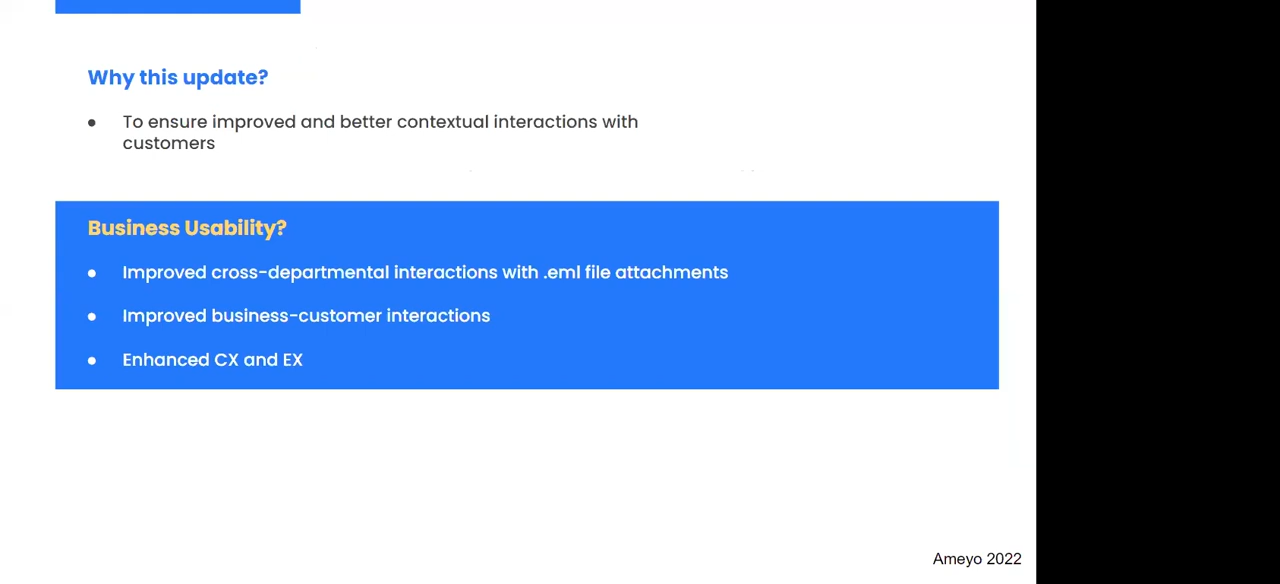 Why this update?
● To ensure improved and better contextual interactions with
customers
Business Usability?
● Improved cross-departmental interactions with .eml file attachments
● Improved business-customer interactions
● Enhanced CX and EX
Ameyo 2022